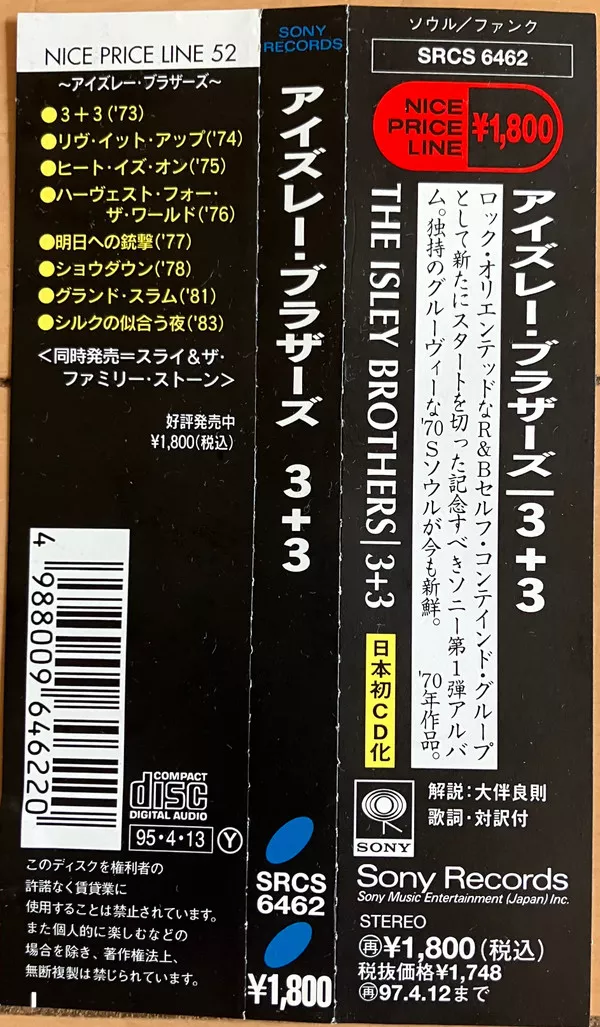 NICE PRICE LINE 52
〜アイズレー・ブラザーズ〜
●3+3('73)
●リヴ・イット・アップ('74)
●ヒート・イズ・オン('75)
●ハーヴェスト・フォー・
ザ・ワールド('76)
●明日への銃撃('77)
●ショウダウン('78)
●グランド・スラム('81)
●シルクの似合う夜('83)
<同時発売=スライ&ザ・
ファミリー・ストーン>
好評発売中
¥1,800(税込)
4 988009 646220
COMPACT
disc
DIGITAL AUDIO
95・4・13 Ⓨ
このディスクを権利者の
許諾なく賃貸業に
使用することは禁止されています。
また個人的に楽しむなどの
場合を除き、著作権法上、
無断複製は禁じられています。
SONY
RECORDS
アイズレー・ブラザーズ 3+3
SRCS
6462
¥1,800
ソウル/ファンク
SRCS 6462
NICE
PRICE
LINE
¥1,800
アイズレー・ブラザーズ|3+3
ロック・オリエンテッドなR&Bセルフ・コンテインド・グループ
として新たにスタートを切った記念すべきソニー第1弾アルバ
ム。独特のグルーヴィーな'70Sソウルが今も新鮮。 '70年作品。
THE ISLEY BROTHERS|3+3
日本初CD化
SONY
解説:大伴良則
歌詞・対訳付
Sony Records
Sony Music Entertainment (Japan) Inc.
STEREO
㊢¥1,800(税込)
税抜価格¥1,748
㊢97.4.12まで